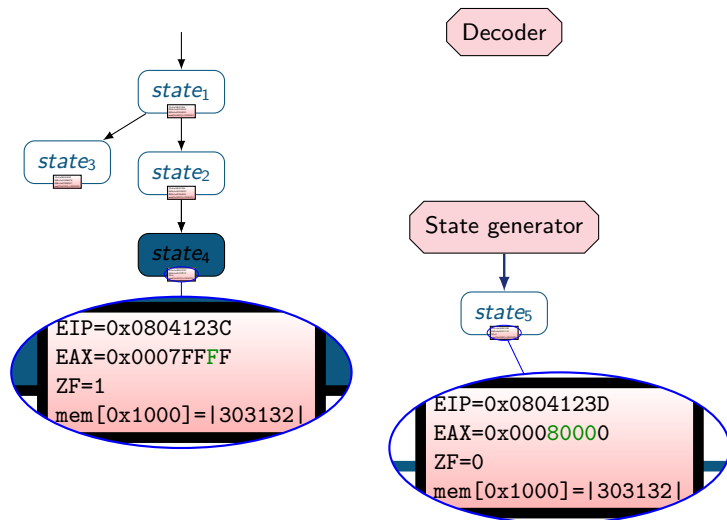 Decoder
state1
state3
state2
State generator
state4
state5
EIP=0x0804123C
EAX=0x0007FFFF
ZF=1
mem[0x1000]=|303132|
EIP=0x0804123D
EAX=0x00080000
ZF=0
mem[0x1000]=|303132|